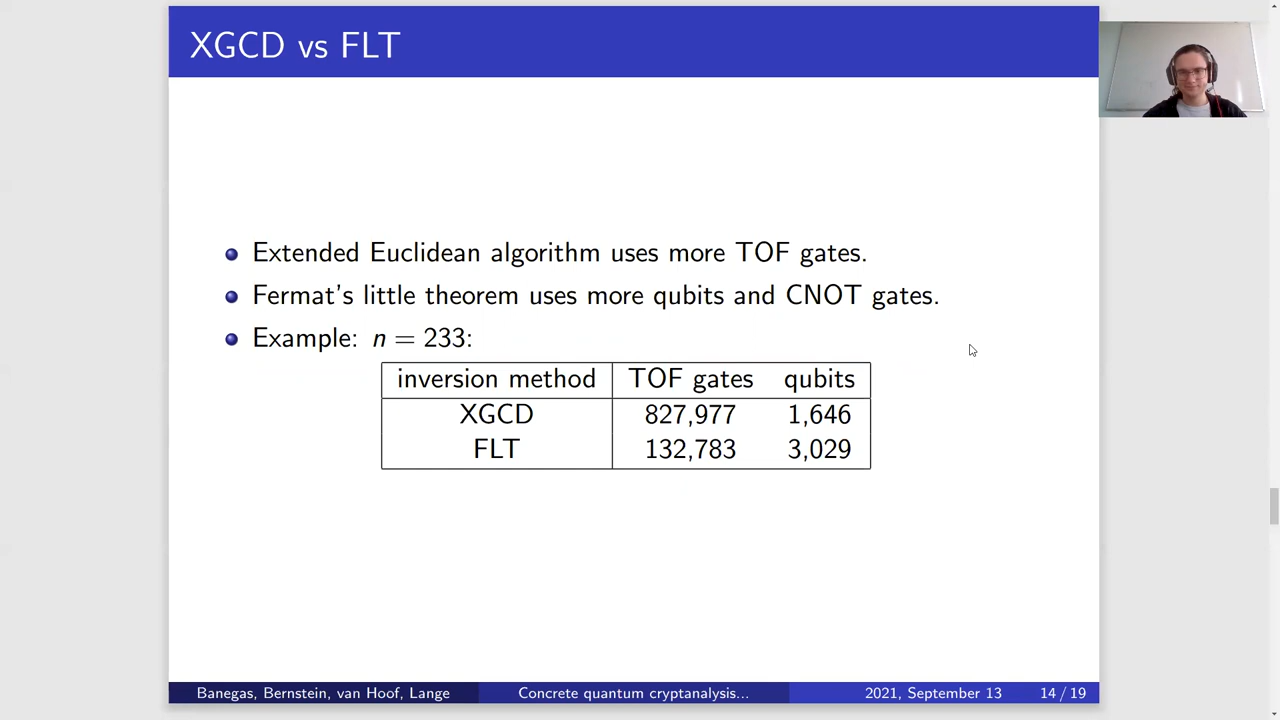 XGCD vs FLT
Extended Euclidean algorithm uses more TOF gates.
Fermat's little theorem uses more qubits and CNOT gates.
Example: n = 233:
inversion method TOF gates qubits
XGCD 827,977 1,646
FLT 132,783 3,029
Banegas, Bernstein, van Hoof, Lange Concrete quantum cryptanalysis... 2021, September 13 14 / 19